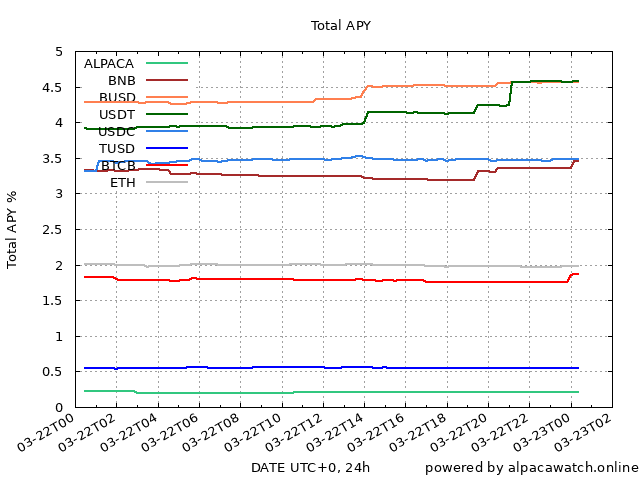 Total APY
Total APY %
5
4.5
4
3.5
3
2.5
2
1.5
1
0.5
0
ALPACA
BNB
BUSD
USDT
USDC
TUSD
BTCB
ETH
03-22T00
03-22T02
03-22T04
03-22T06
03-22T08
03-22T10
03-22T12
03-22T14
03-22T16
03-22T18
03-22T20
03-22T22
03-23T00
03-23T02
DATE UTC+0, 24h
powered by alpacawatch.online